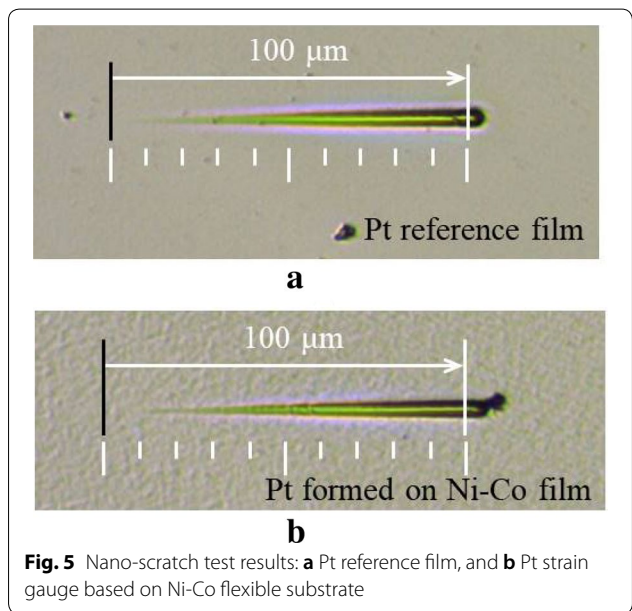 100 μm
Pt reference film
a
100 μm
Pt formed on Ni-Co film
b
Fig. 5 Nano-scratch test results: a Pt reference film, and b Pt strain
gauge based on Ni-Co flexible substrate